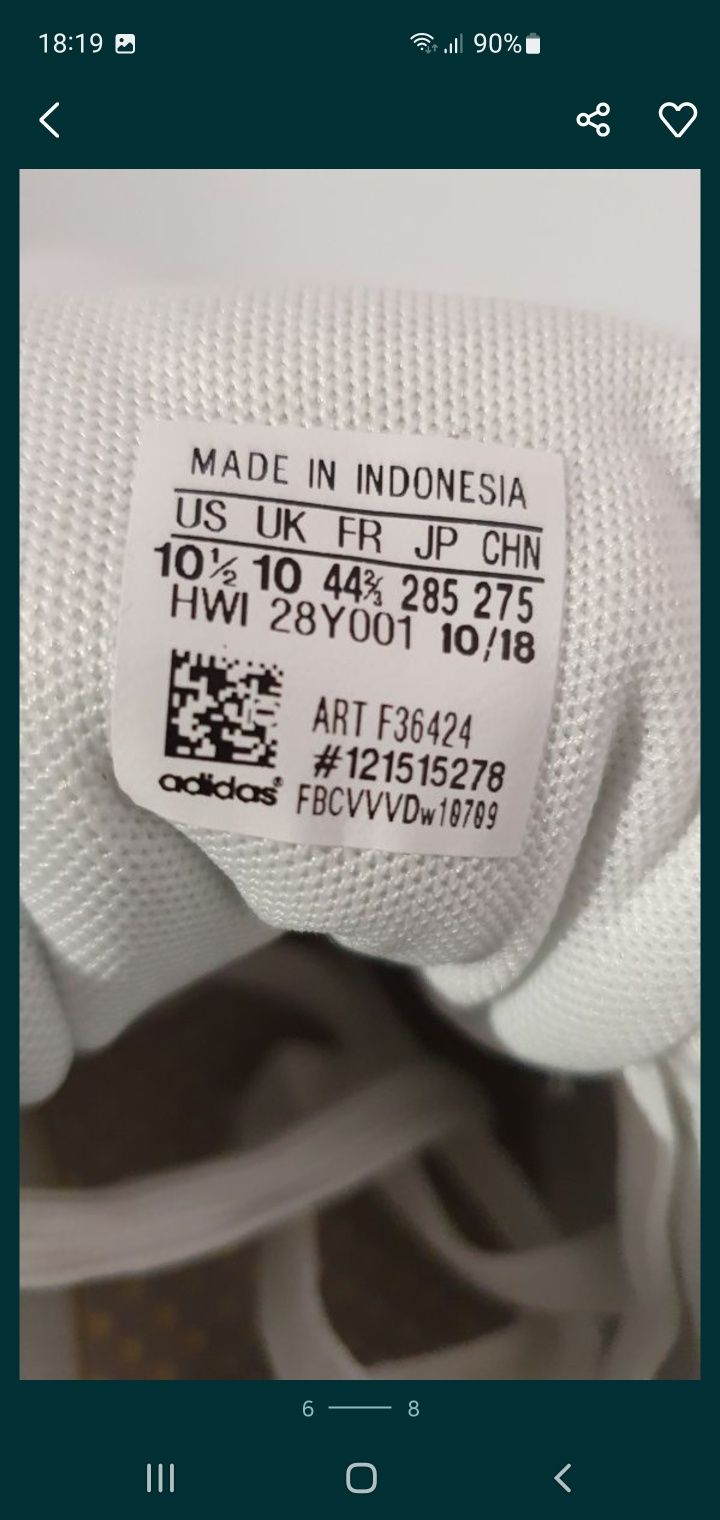 18:19 90%
MADE IN INDONESIA
US UK FR JP CHN
10½ 10 44⅔ 285 275
HWI 28Y001 10/18
ART F36424
#121515278
adidas FBCVVVDw10709
6 8